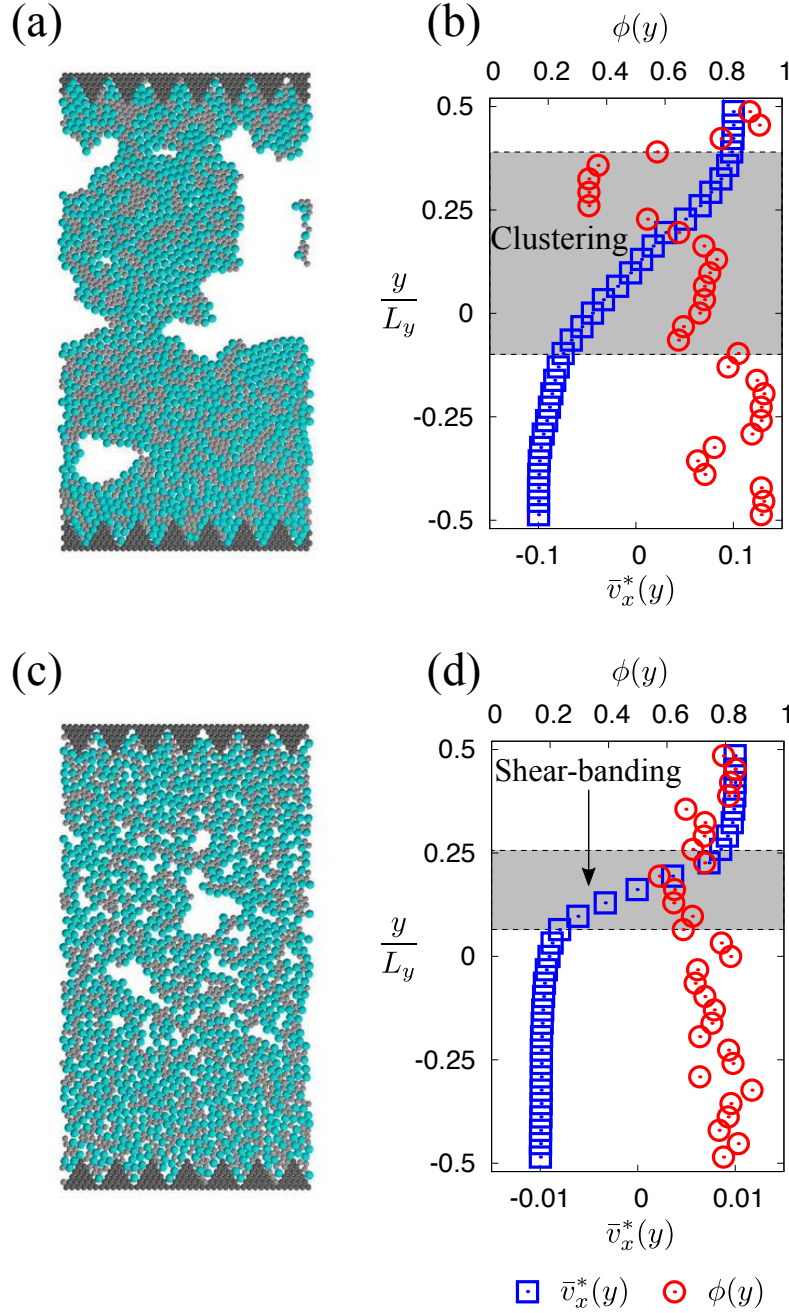 (a)
(b)
ϕ(y)
0 0.2 0.4 0.6 0.8 1
0.5
0.25
0
-0.25
-0.5
y
L_y
Clustering
-0.1 0 0.1
v̄_x^*(y)
(c)
(d)
ϕ(y)
0 0.2 0.4 0.6 0.8 1
0.5
0.25
0
-0.25
-0.5
y
L_y
Shear-banding
-0.01 0 0.01
v̄_x^*(y)
v̄_x^*(y) ϕ(y)